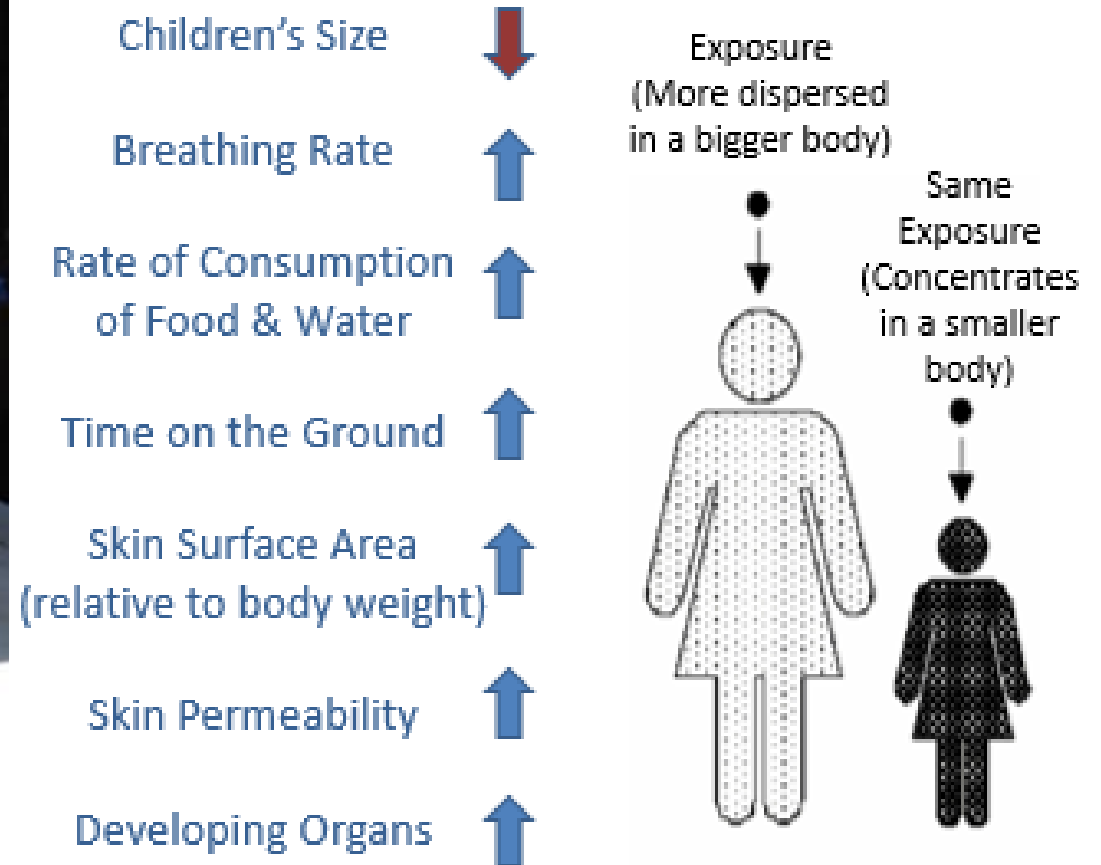 Children's Size
Breathing Rate
Rate of Consumption
of Food & Water
Time on the Ground
Skin Surface Area
(relative to body weight)
Skin Permeability
Developing Organs
Exposure
(More dispersed
in a bigger body)
Same
Exposure
(Concentrates
in a smaller
body)